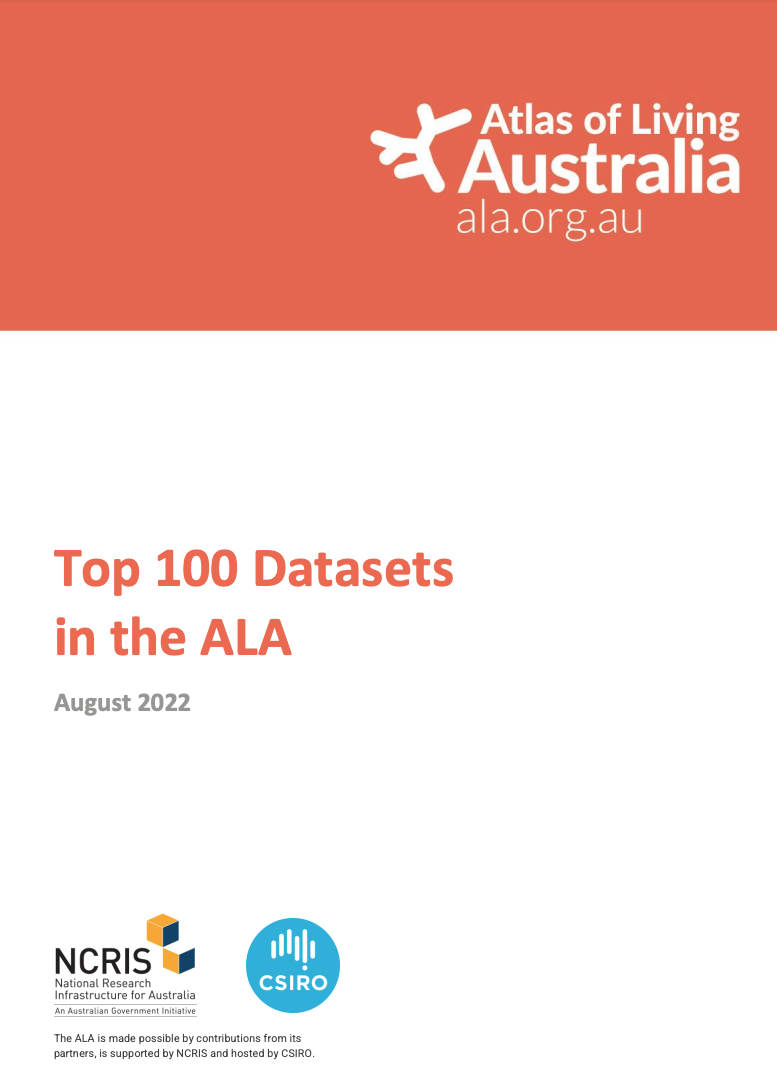 Atlas of Living
Australia
ala.org.au
Top 100 Datasets
in the ALA
August 2022
NCRIS
National Research
Infrastructure for Australia
An Australian Government Initiative
CSIRO
The ALA is made possible by contributions from its
partners, is supported by NCRIS and hosted by CSIRO.